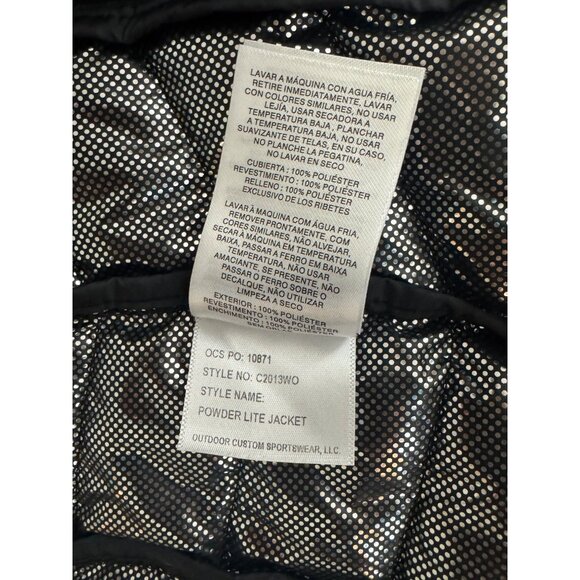 LAVAR A MÁQUINA CON AGUA FRÍA,
RETIRE INMEDIATAMENTE, LAVAR
CON COLORES SIMILARES, NO USAR
LEJÍA, USAR SECADORA A
TEMPERATURA BAJA , PLANCHAR
A TEMPERATURA BAJA, NO USAR
SUAVIZANTE DE TELAS, EN SU CASO,
NO PLANCHE LA PEGATINA,
NO LAVAR EN SECO
CUBIERTA : 100% POLIÉSTER
REVESTIMIENTO : 100% POLIÉSTER
RELLENO : 100% POLIÉSTER
EXCLUSIVO DE LOS RIBETES
LAVAR À MÁQUINA COM AGUA FRIA,
REMOVER PRONTAMENTE, COM
CORES SIMILARES, NÃO ALVEJAR,
SECAR À MÁQUINA EM TEMPERATURA
BAIXA, PASSAR A FERRO EM BAIXA
TEMPERATURA, NÃO USAR
AMACIANTE, SE PRESENTE, NÃO
PASSAR O FERRO SOBRE O
DECALQUE, NÃO UTILIZAR
LIMPEZA A SECO
EXTERIOR : 100% POLIÉSTER
REVESTIMENTO : 100% POLIÉSTER
ENCHIMENTO : 100% POLIÉSTER
OCS PO: 10871
STYLE NO: C2013WO
STYLE NAME:
POWDER LITE JACKET
OUTDOOR CUSTOM SPORTSWEAR, LLC.